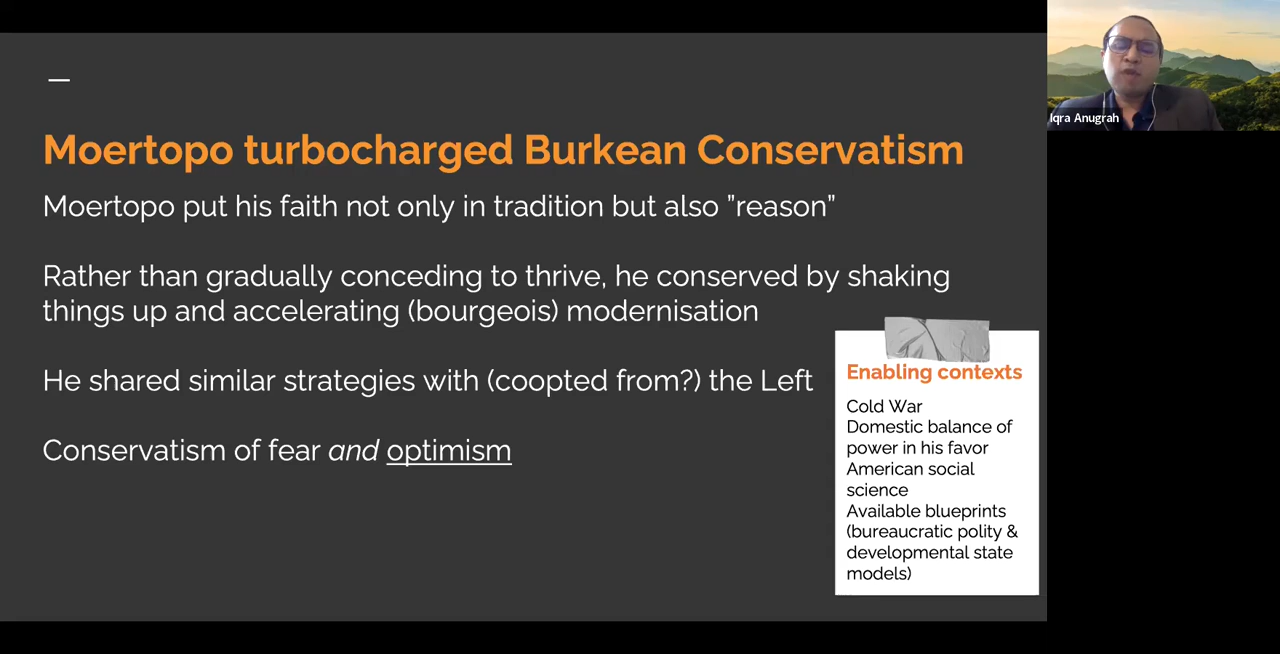 Moertopo turbocharged Burkean Conservatism
Moertopo put his faith not only in tradition but also ”reason”
Rather than gradually conceding to thrive, he conserved by shaking
things up and accelerating (bourgeois) modernisation
He shared similar strategies with (coopted from?) the Left
Conservatism of fear and optimism
Enabling contexts
Cold War
Domestic balance of
power in his favor
American social
science
Available blueprints
(bureaucratic polity &
developmental state
models)
Iqra Anugrah